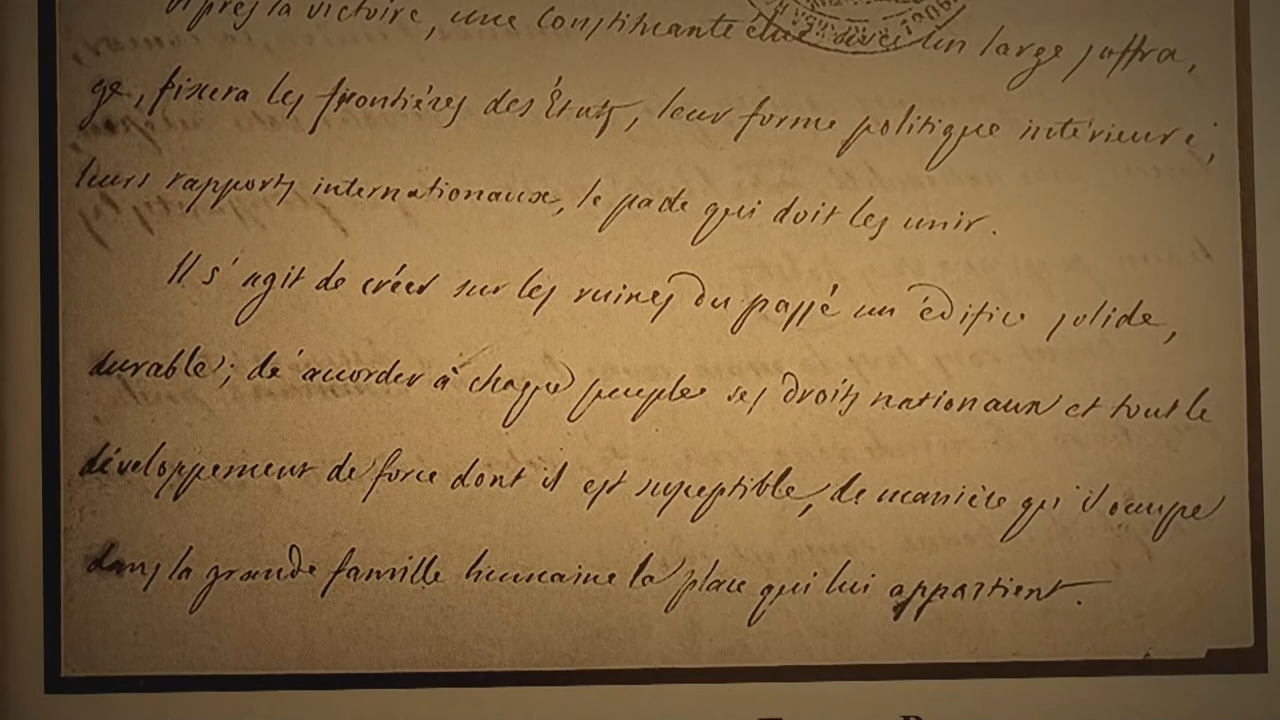 Après la victoire, une Constituante élue avec un large suffra,
ge, fixera les frontières des États, leur forme politique intérieure,
leurs rapports internationaux, le pacte qui doit les unir.
Il s'agit de créer sur les ruines du passé un édifice solide,
durable; de accorder à chaque peuple ses droits nationaux et tout le
développement de force dont il est suseptible, de manière qu'il occupe
dans la grande famille humaine la place qui lui appartient.